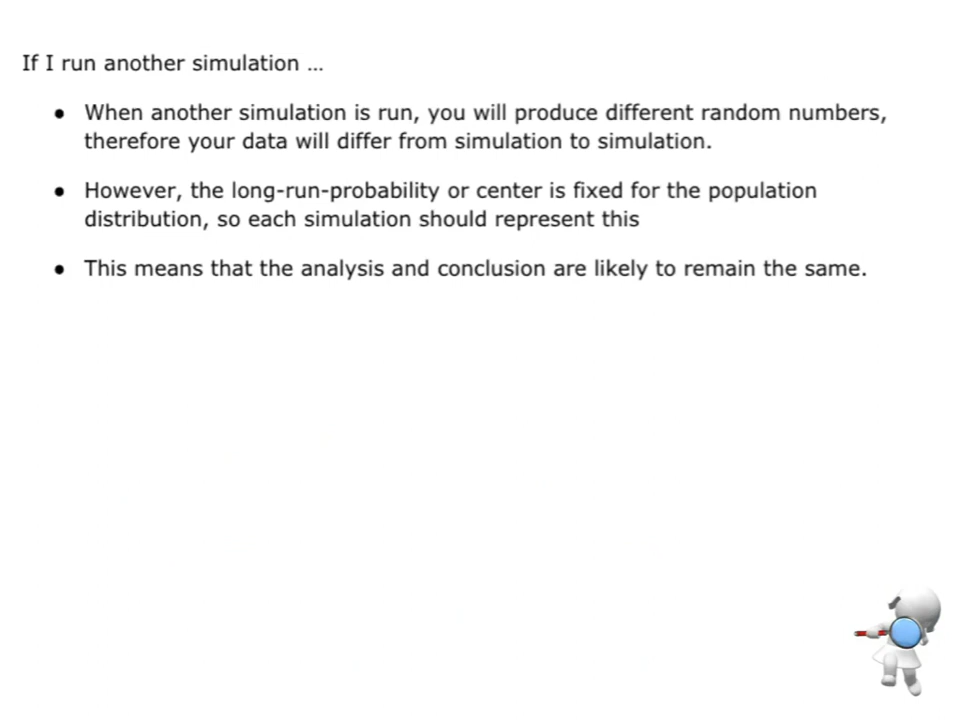 If I run another simulation ...
● When another simulation is run, you will produce different random numbers,
therefore your data will differ from simulation to simulation.
● However, the long-run-probability or center is fixed for the population
distribution, so each simulation should represent this
● This means that the analysis and conclusion are likely to remain the same.